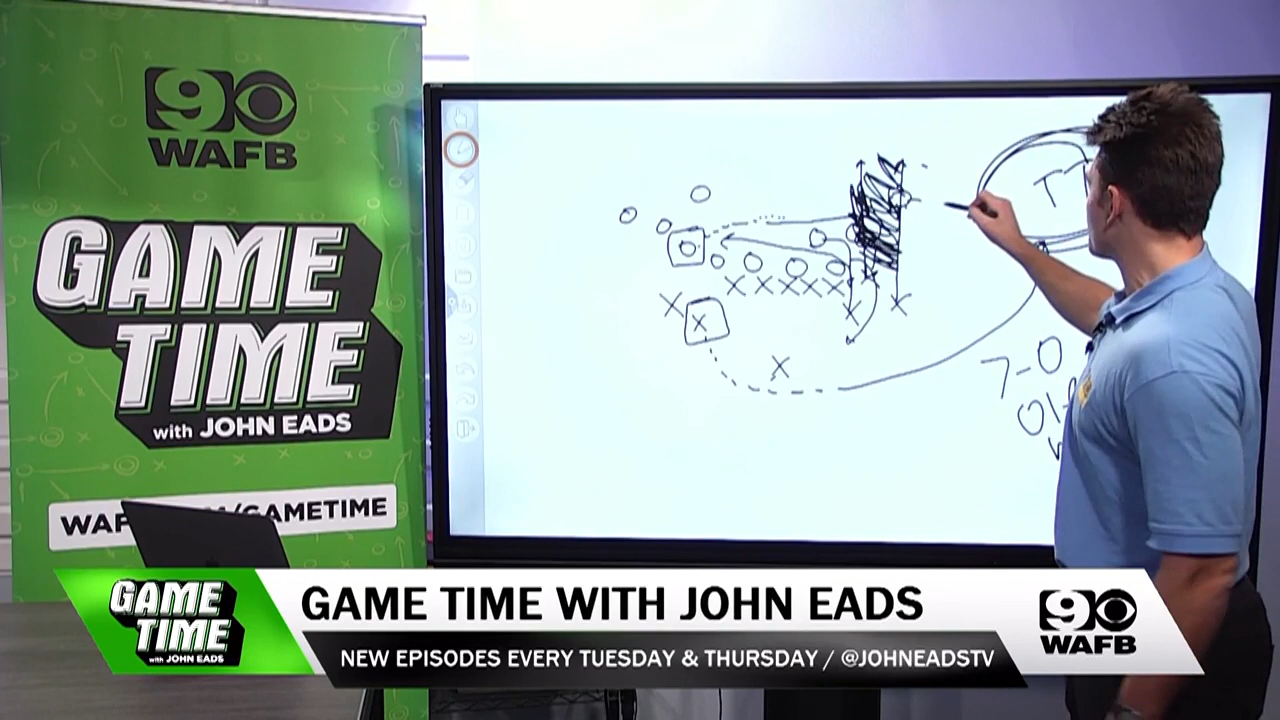 9
WAFB
GAME
TIME
with JOHN EADS
GAMETIME
7-0
GAME
TIME
with JOHN EADS
GAME TIME WITH JOHN EADS
NEW EPISODES EVERY TUESDAY & THURSDAY / @JOHNEADSTV
9
WAFB